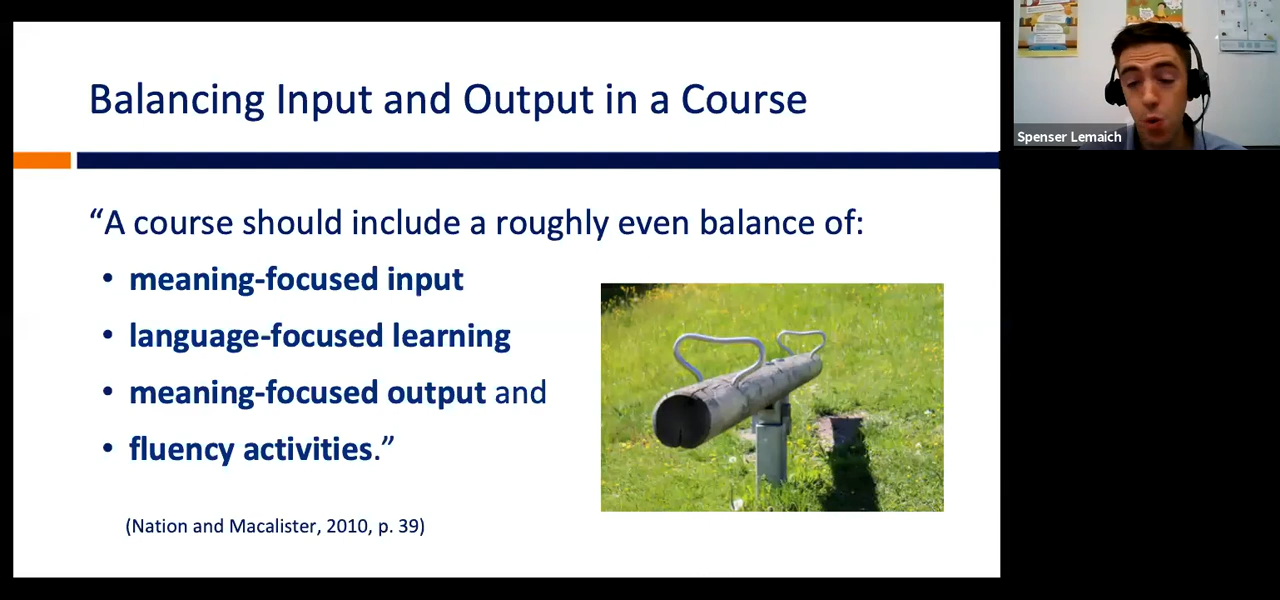 Balancing Input and Output in a Course
“A course should include a roughly even balance of:
• meaning-focused input
• language-focused learning
• meaning-focused output and
• fluency activities.”
(Nation and Macalister, 2010, p. 39)
Spenser Lemaich